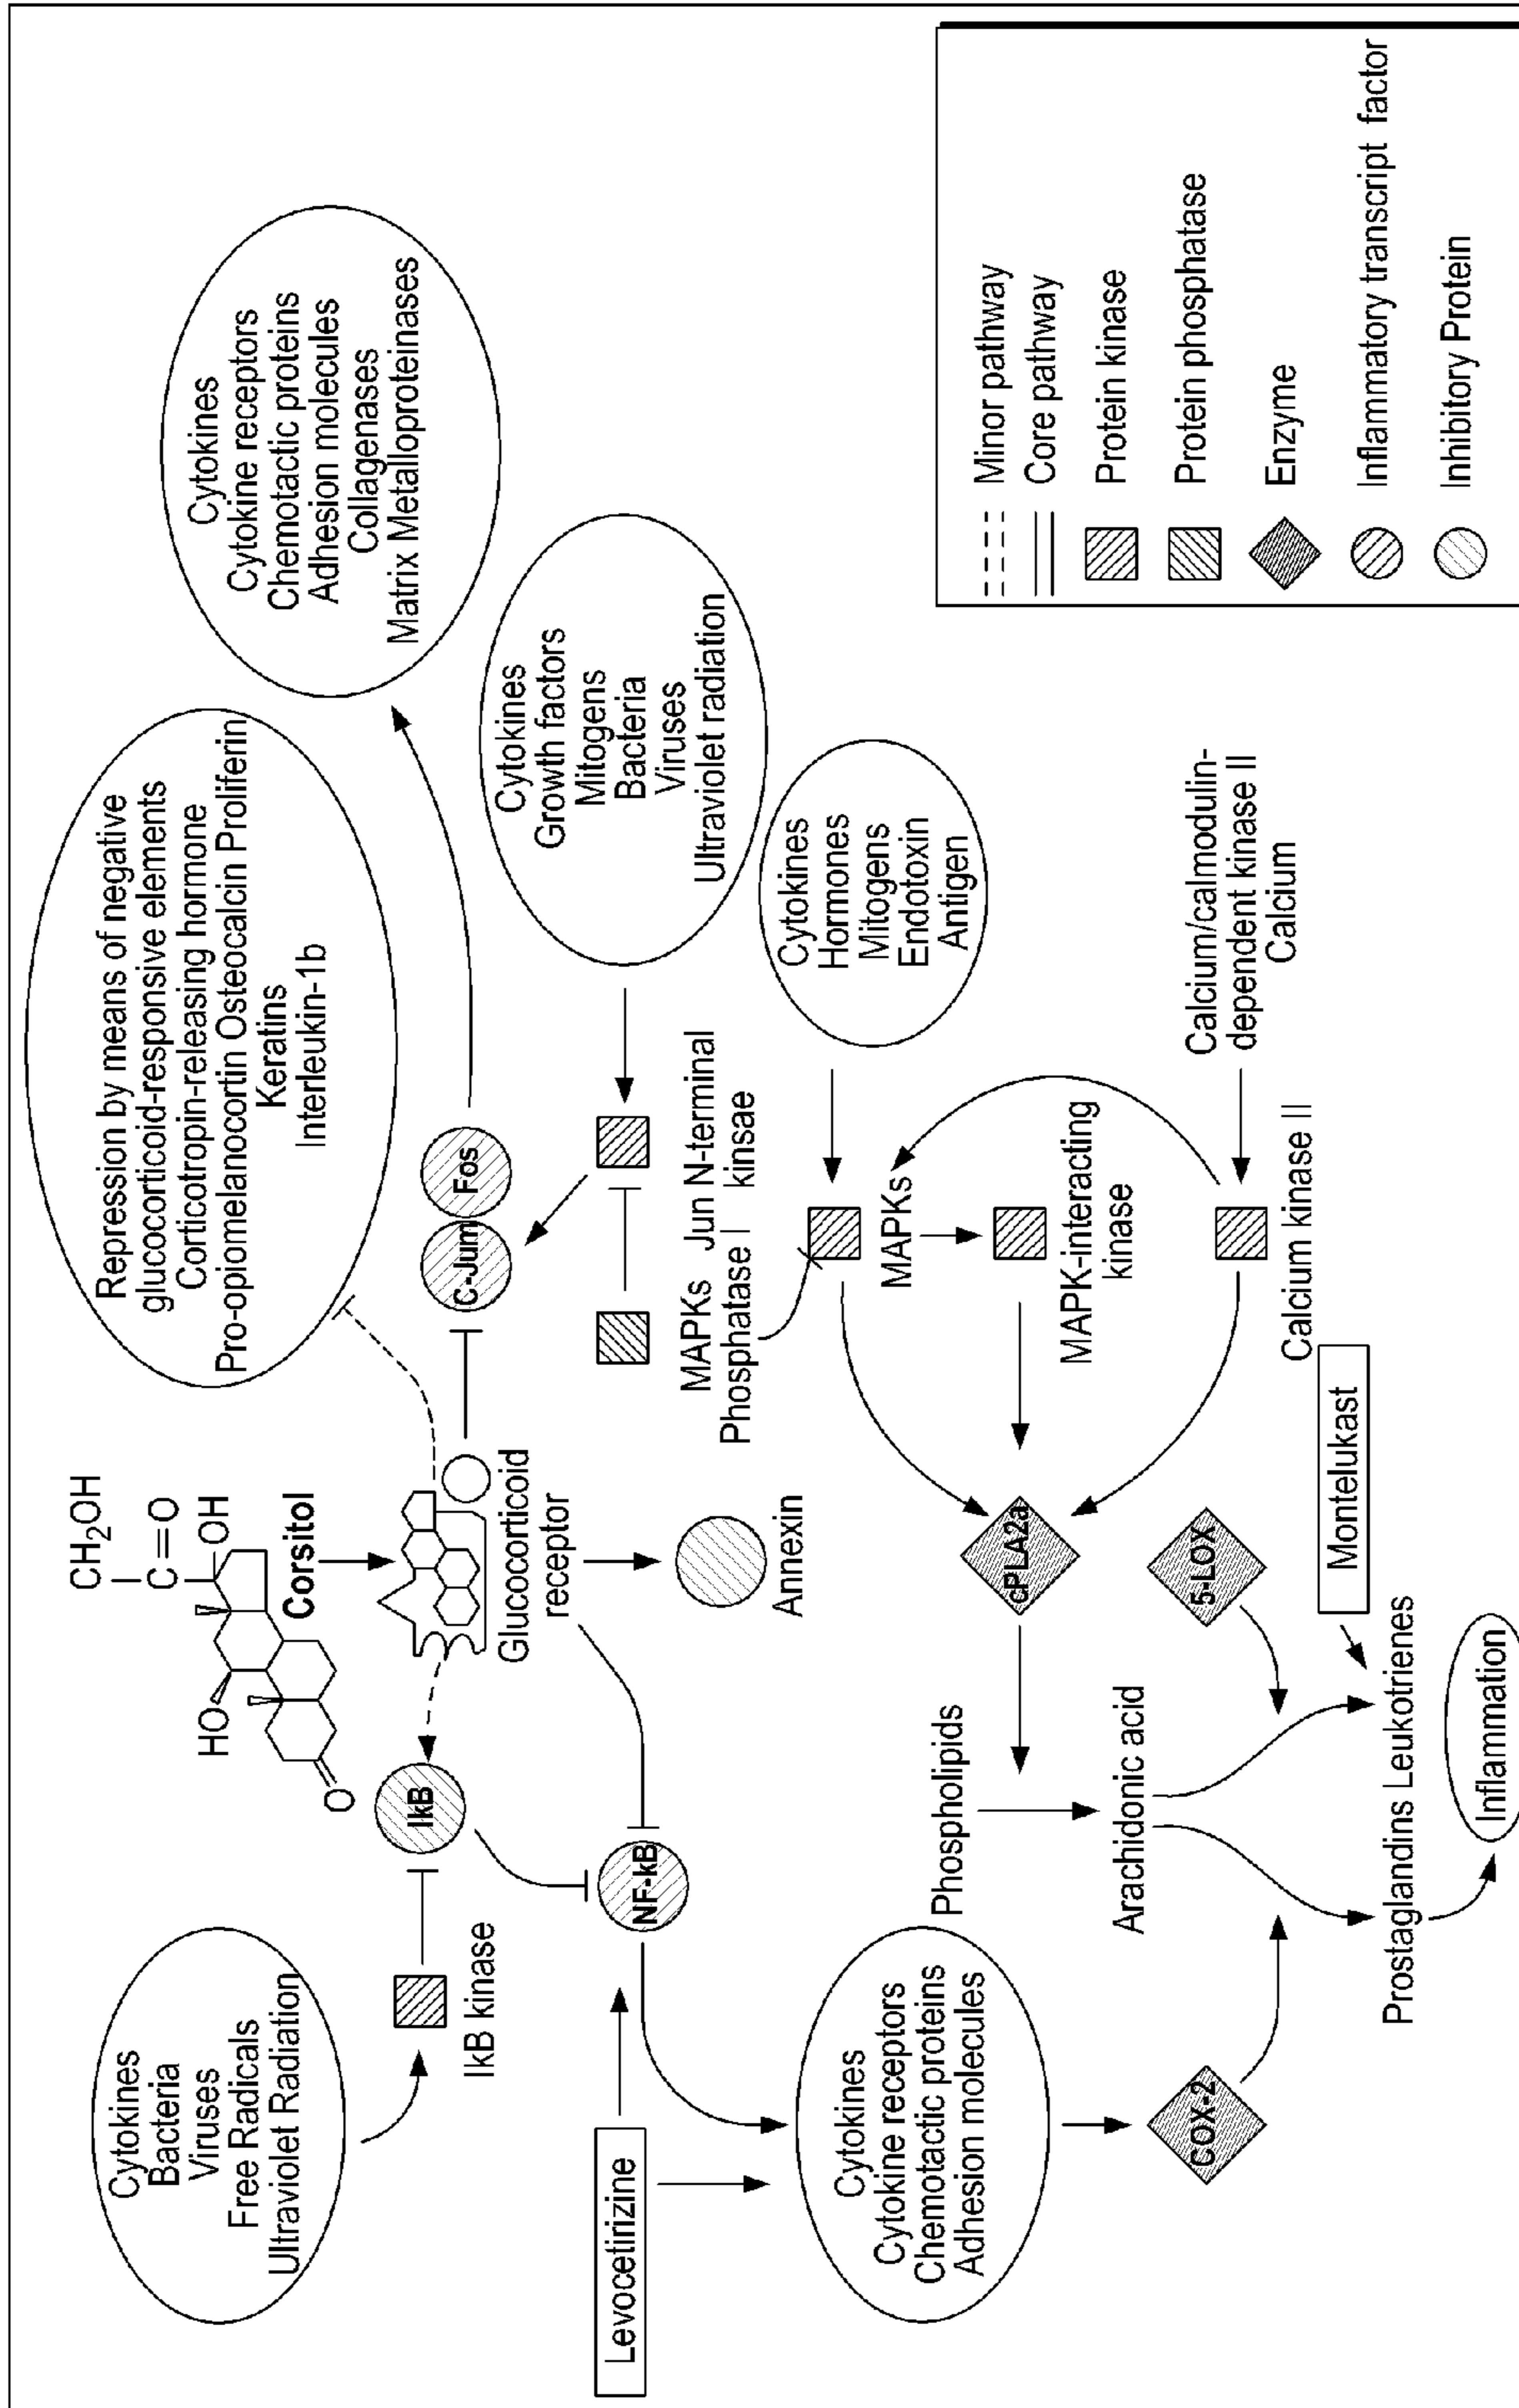 Cytokines
Bacteria
Viruses
Free Radicals
Ultraviolet Radiation
IkB kinase
IkB
CH₂OH
C=O
OH
HO
O
Corsitol
Glucocorticoid
receptor
Repression by means of negative
glucocorticoid-responsive elements
Corticotropin-releasing hormone
Pro-opiomelanocortin Osteocalcin Proliferin
Keratins
Interleukin-1b
Cytokines
Cytokine receptors
Chemotactic proteins
Adhesion molecules
Collagenases
Matrix Metalloproteinases
C-Jum
Fos
Cytokines
Growth factors
Mitogens
Bacteria
Viruses
Ultraviolet radiation
Levocetirizine
NF-kB
Annexin
MAPKs
Phosphatase I
Jun N-terminal
kinsae
Cytokines
Hormones
Mitogens
Endotoxin
Antigen
Cytokines
Cytokine receptors
Chemotactic proteins
Adhesion molecules
Phospholipids
cPLA2a
MAPKs
MAPK-interacting
kinase
Arachidonic acid
COX-2
5-LOX
Calcium kinase II
Calcium/calmodulin-
dependent kinase II
Calcium
Montelukast
Prostaglandins Leukotrienes
Inflammation
Minor pathway
Core pathway
Protein kinase
Protein phosphatase
Enzyme
Inflammatory transcript factor
Inhibitory Protein